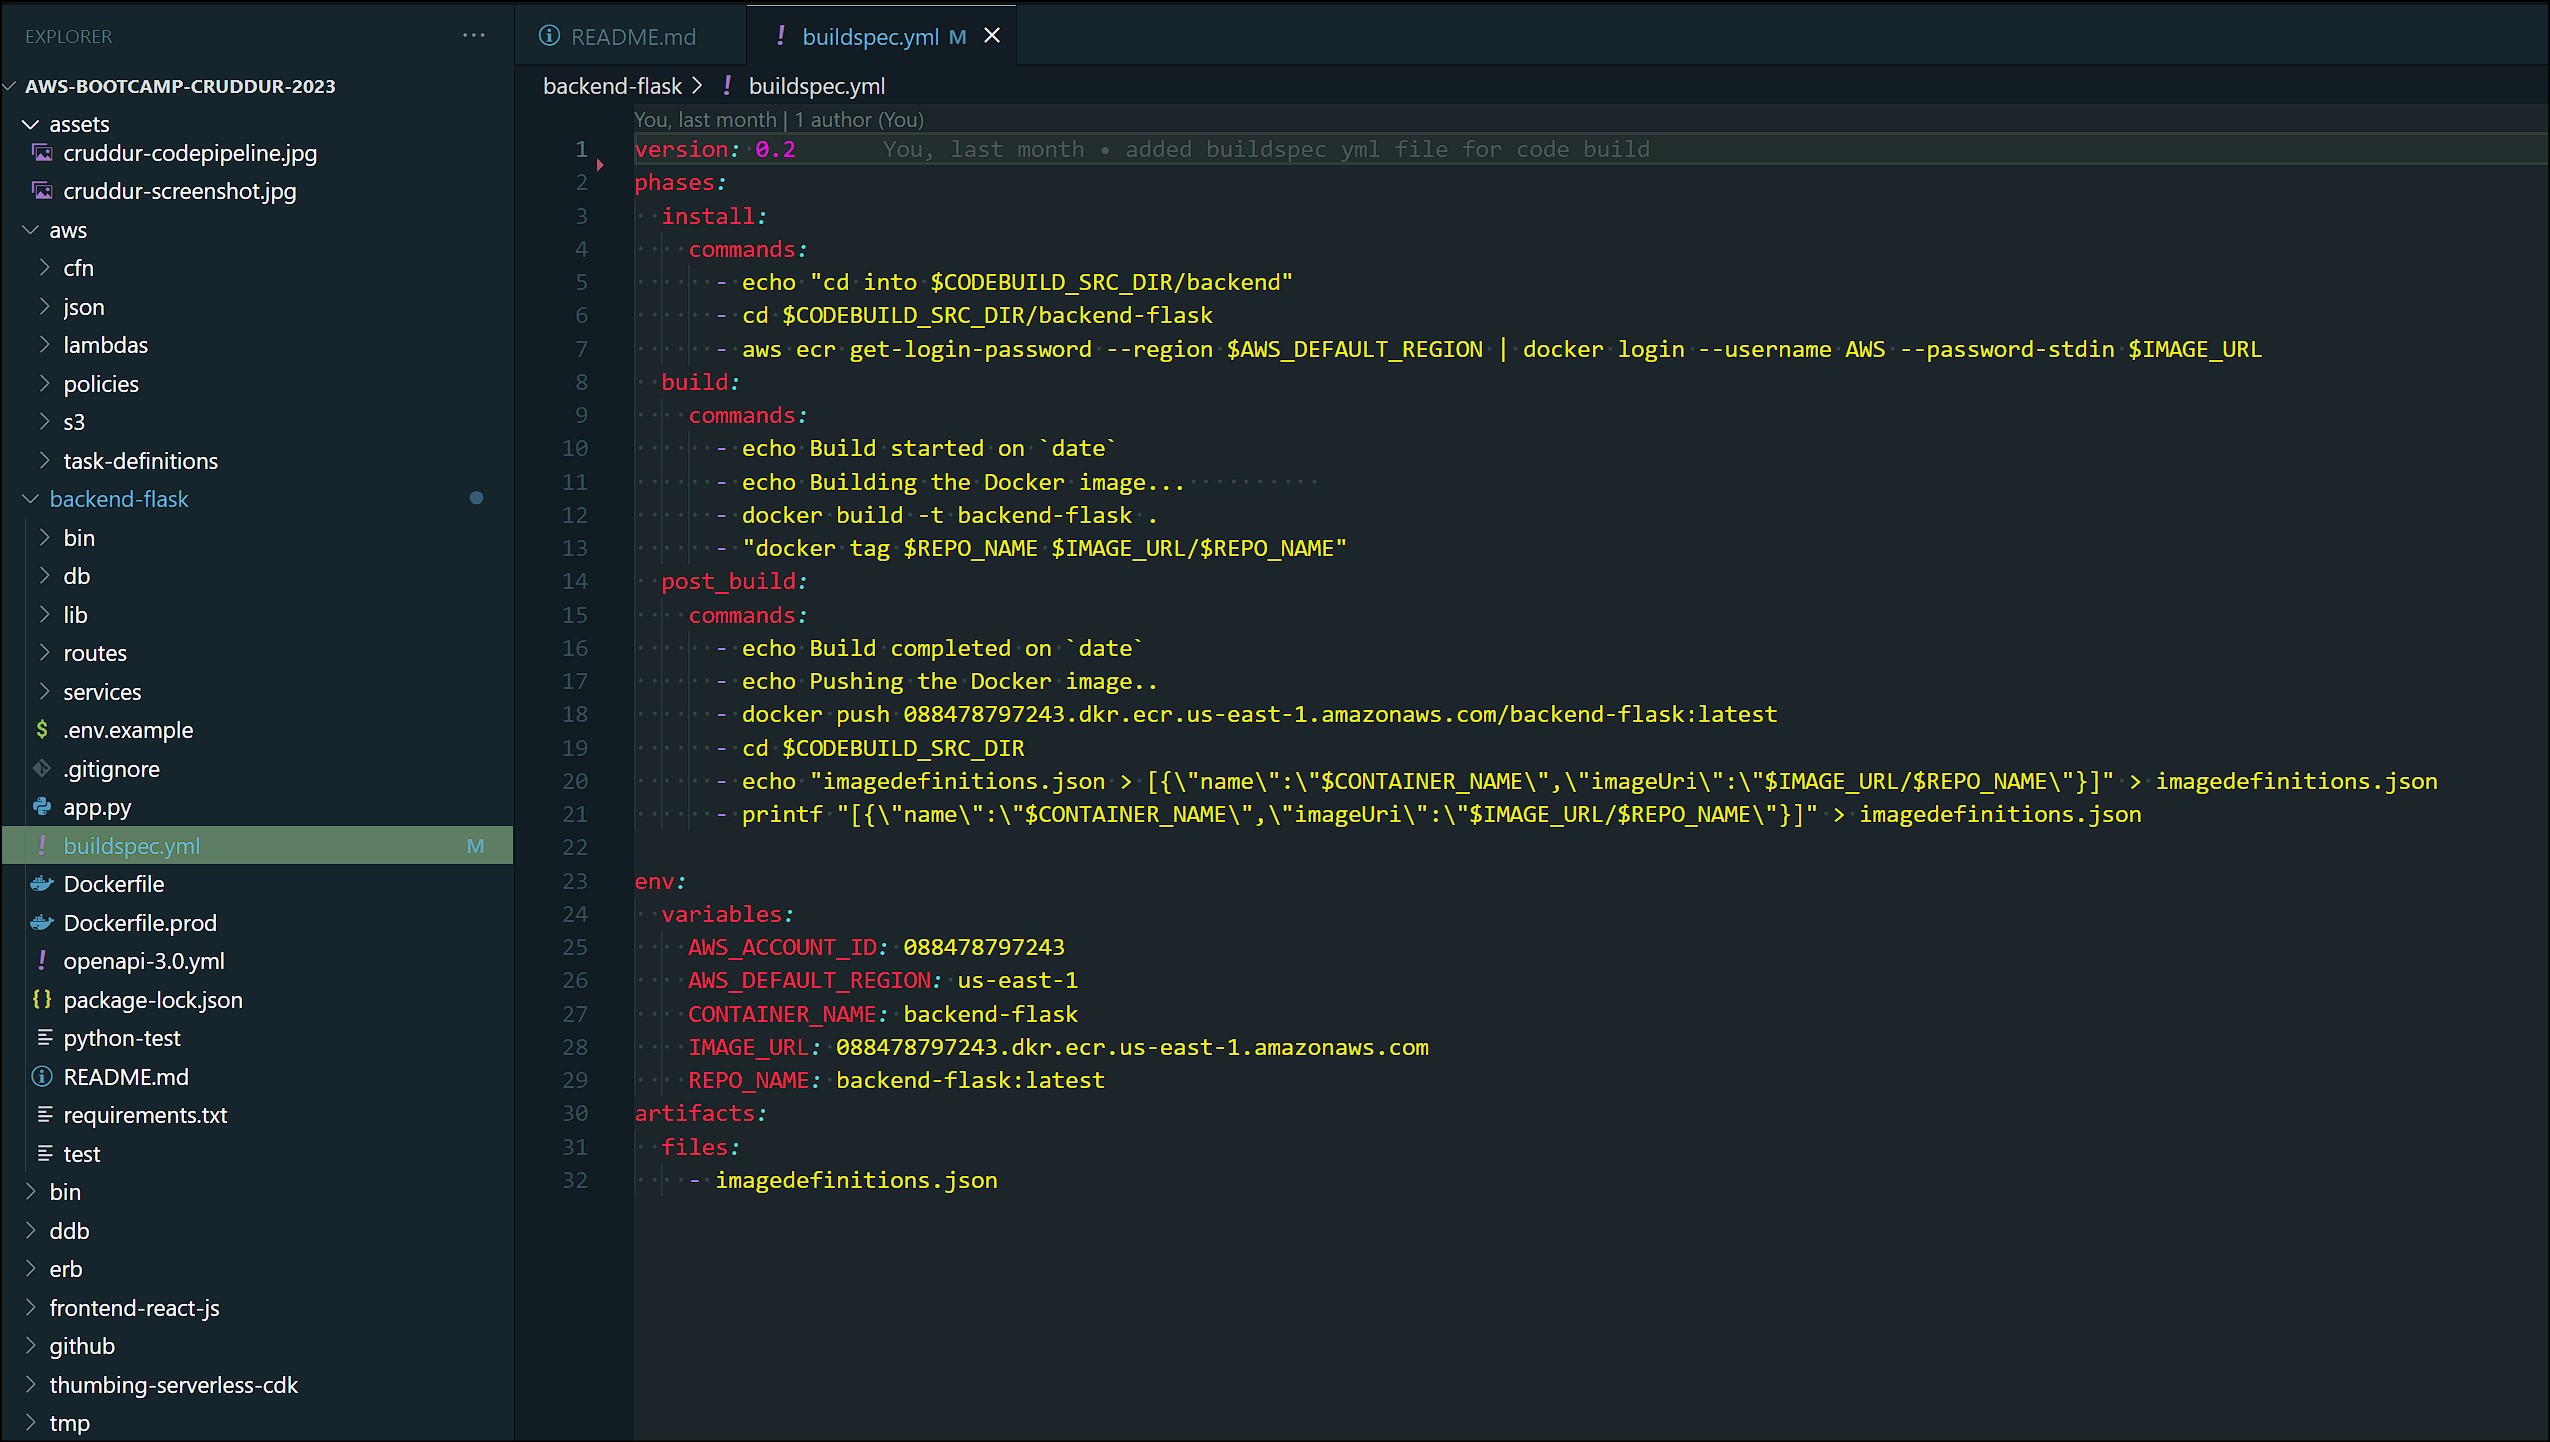 EXPLORER
AWS-BOOTCAMP-CRUDDUR-2023
assets
cruddur-codepipeline.jpg
cruddur-screenshot.jpg
aws
cfn
json
lambdas
policies
s3
task-definitions
backend-flask
bin
db
lib
routes
services
.env.example
.gitignore
app.py
buildspec.yml M
Dockerfile
Dockerfile.prod
openapi-3.0.yml
package-lock.json
python-test
README.md
requirements.txt
test
bin
ddb
erb
frontend-react-js
github
thumbing-serverless-cdk
tmp
README.md
buildspec.yml M
backend-flask > ! buildspec.yml
You, last month | 1 author (You)
1 version: 0.2 You, last month • added buildspec yml file for code build
2 phases:
3   install:
4     commands:
5       - echo "cd into $CODEBUILD_SRC_DIR/backend"
6       - cd $CODEBUILD_SRC_DIR/backend-flask
7       - aws ecr get-login-password --region $AWS_DEFAULT_REGION | docker login --username AWS --password-stdin $IMAGE_URL
8   build:
9     commands:
10       - echo Build started on `date`
11       - echo Building the Docker image...
12       - docker build -t backend-flask .
13       - "docker tag $REPO_NAME $IMAGE_URL/$REPO_NAME"
14   post_build:
15     commands:
16       - echo Build completed on `date`
17       - echo Pushing the Docker image..
18       - docker push 088478797243.dkr.ecr.us-east-1.amazonaws.com/backend-flask:latest
19       - cd $CODEBUILD_SRC_DIR
20       - echo "imagedefinitions.json > [{\"name\":\"$CONTAINER_NAME\",\"imageUri\":\"$IMAGE_URL/$REPO_NAME\"}]" > imagedefinitions.json
21       - printf "[{\"name\":\"$CONTAINER_NAME\",\"imageUri\":\"$IMAGE_URL/$REPO_NAME\"}]" > imagedefinitions.json
22
23 env:
24   variables:
25     AWS_ACCOUNT_ID: 088478797243
26     AWS_DEFAULT_REGION: us-east-1
27     CONTAINER_NAME: backend-flask
28     IMAGE_URL: 088478797243.dkr.ecr.us-east-1.amazonaws.com
29     REPO_NAME: backend-flask:latest
30 artifacts:
31   files:
32     - imagedefinitions.json